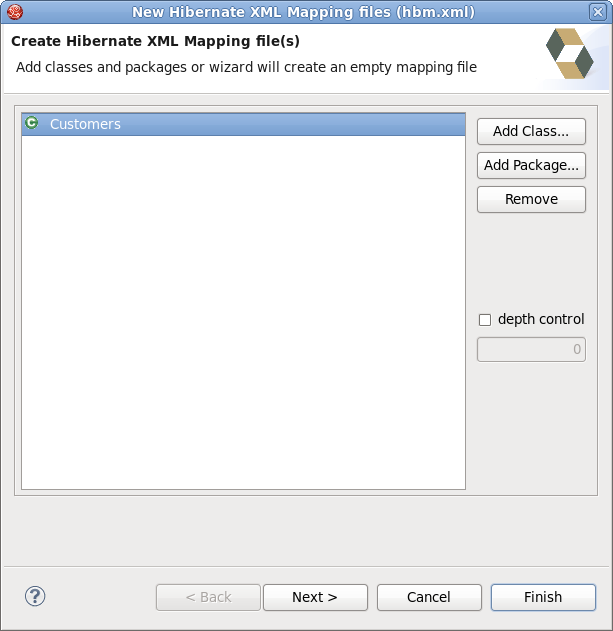 New Hibernate XML Mapping files (hbm.xml)
Create Hibernate XML Mapping file(s)
Add classes and packages or wizard will create an empty mapping file
Customers
Add Class...
Add Package...
Remove
depth control
0
< Back
Next >
Cancel
Finish